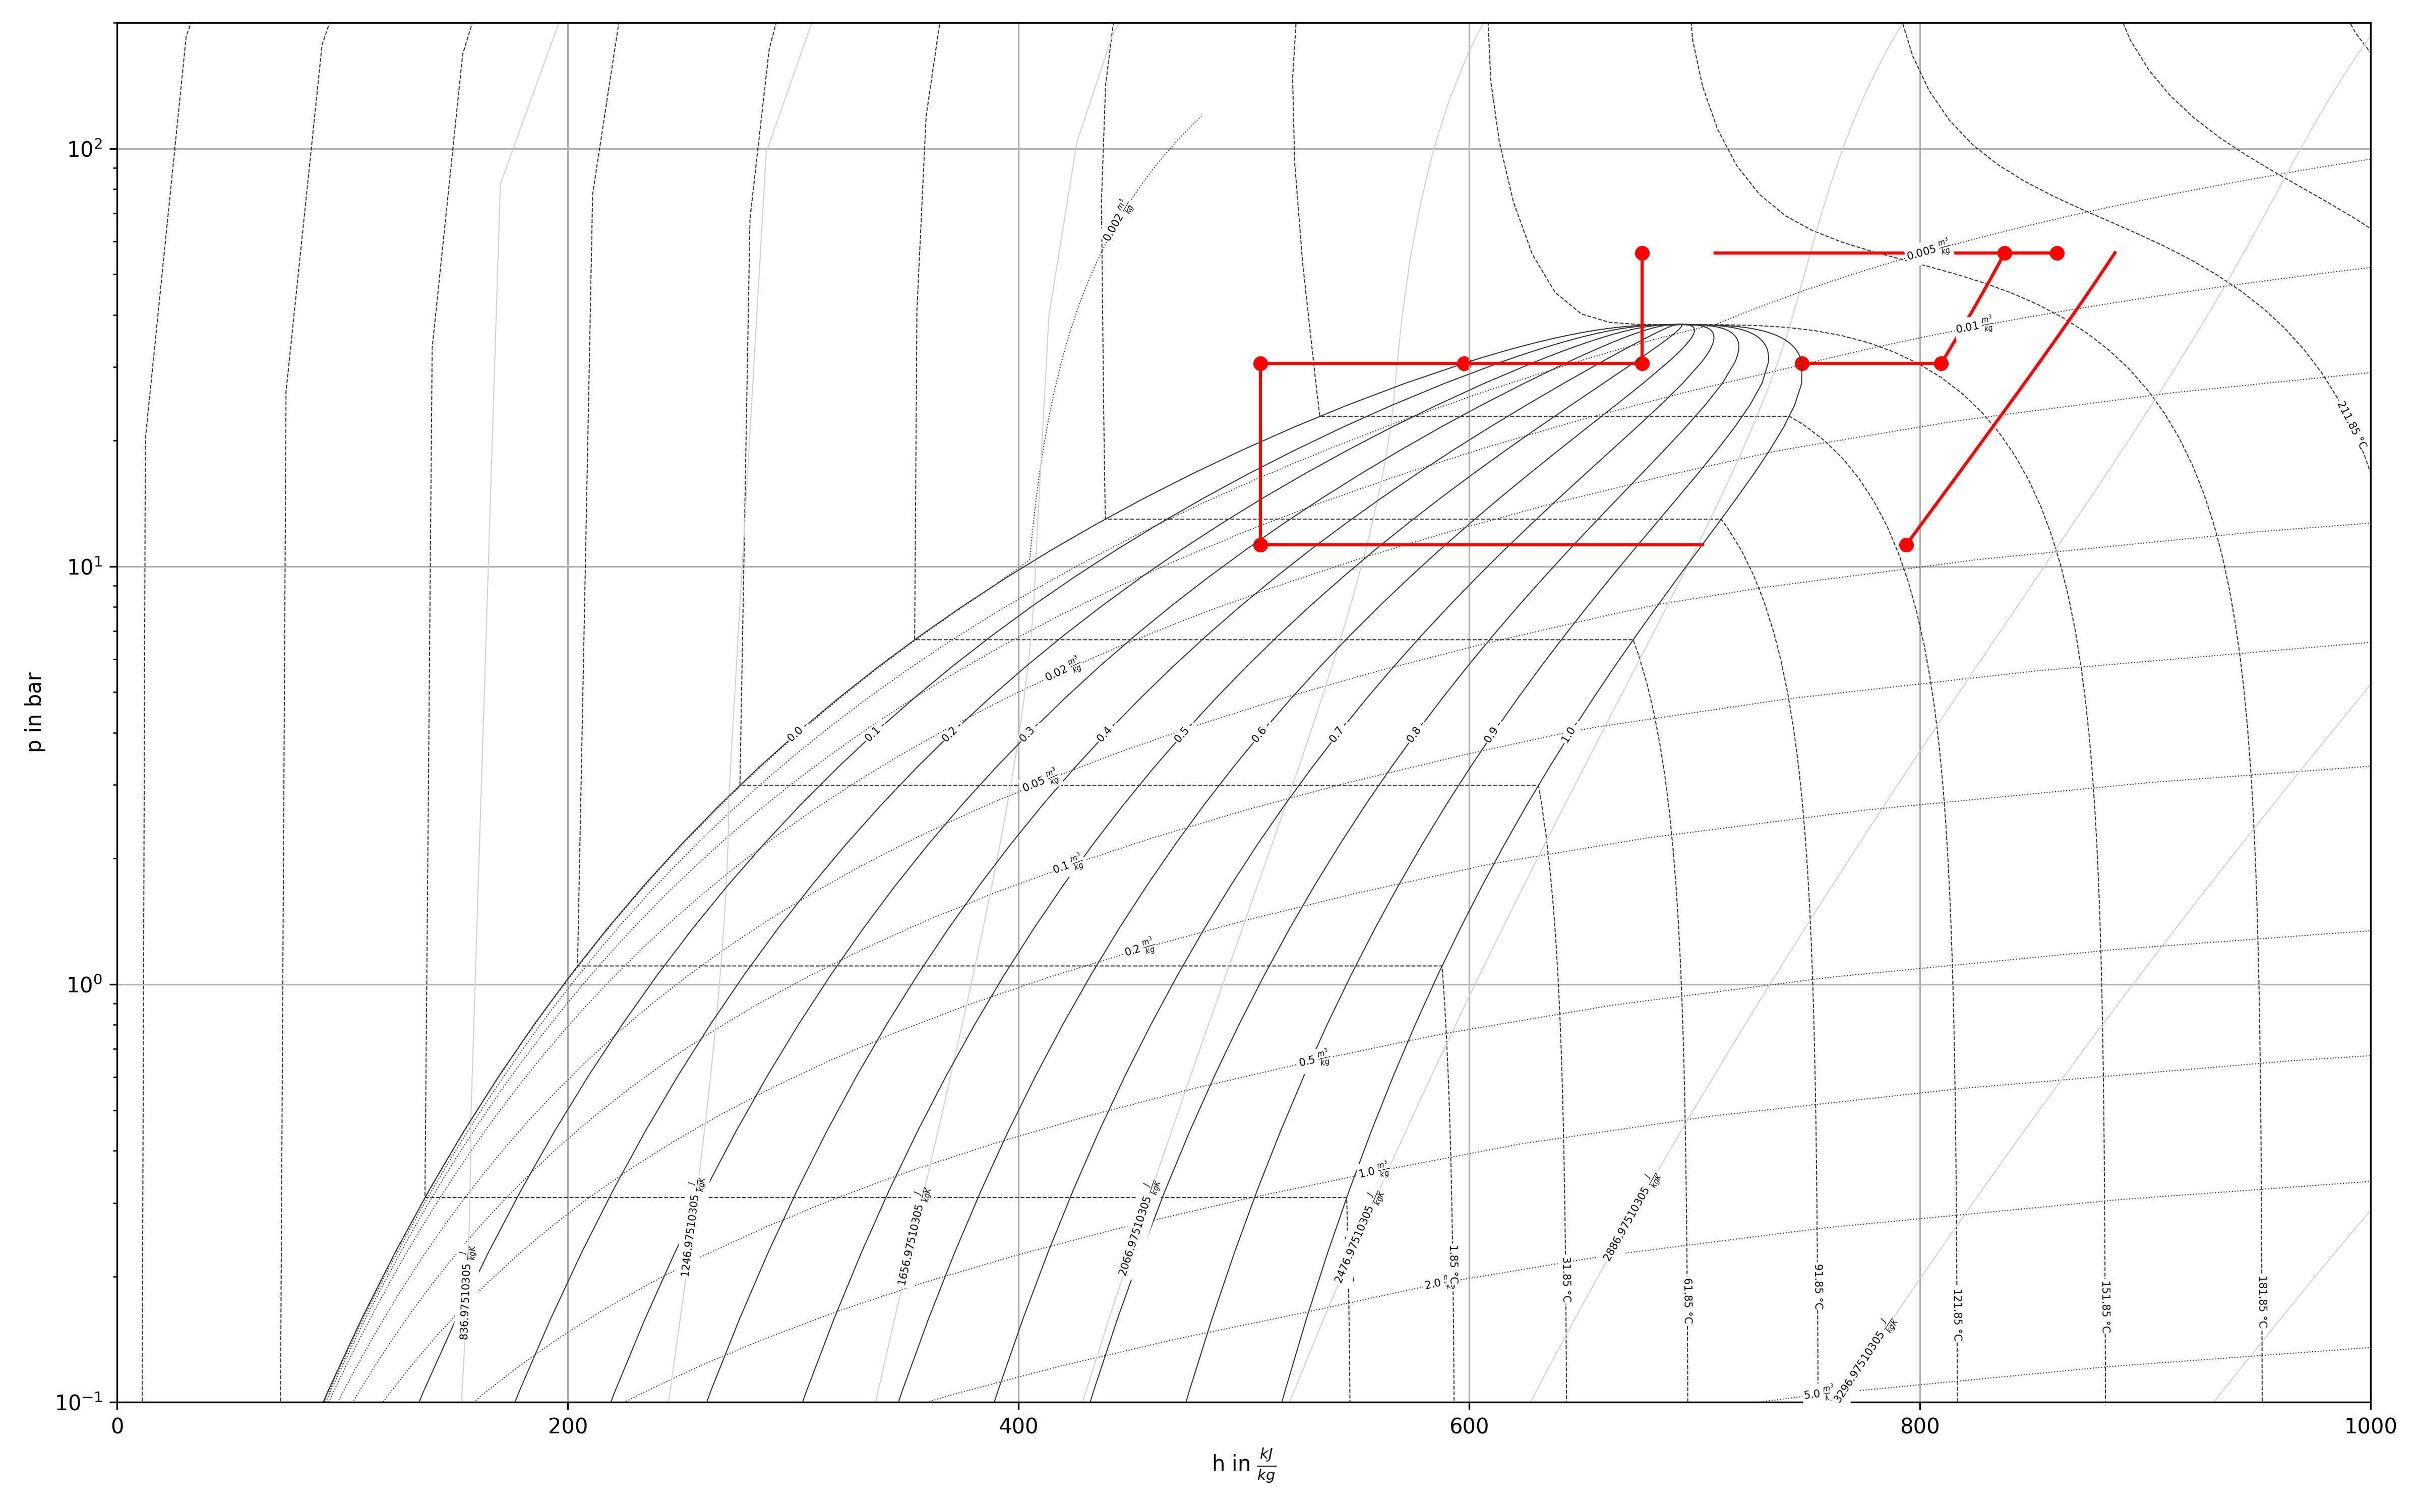 10²
10¹
10⁰
10⁻¹
p in bar
0
200
400
600
800
1000
h in kJ/kg
0.002 m³/kg
0.005 m³/kg
0.01 m³/kg
0.02 m³/kg
0.05 m³/kg
0.1 m³/kg
0.2 m³/kg
0.5 m³/kg
1.0 m³/kg
2.0
5.0 m³
0.0
0.1
0.2
0.3
0.4
0.5
0.6
0.7
0.8
0.9
1.0
836.97510305 J/kgK
1246.97510305 J/kgK
1656.97510305 J/kgK
2066.97510305 J/kgK
2476.97510305 J/kgK
2886.97510305 J/kgK
3296.97510305 J/kgK
1.85 °C
31.85 °C
61.85 °C
91.85 °C
121.85 °C
151.85 °C
181.85 °C
211.85 °C